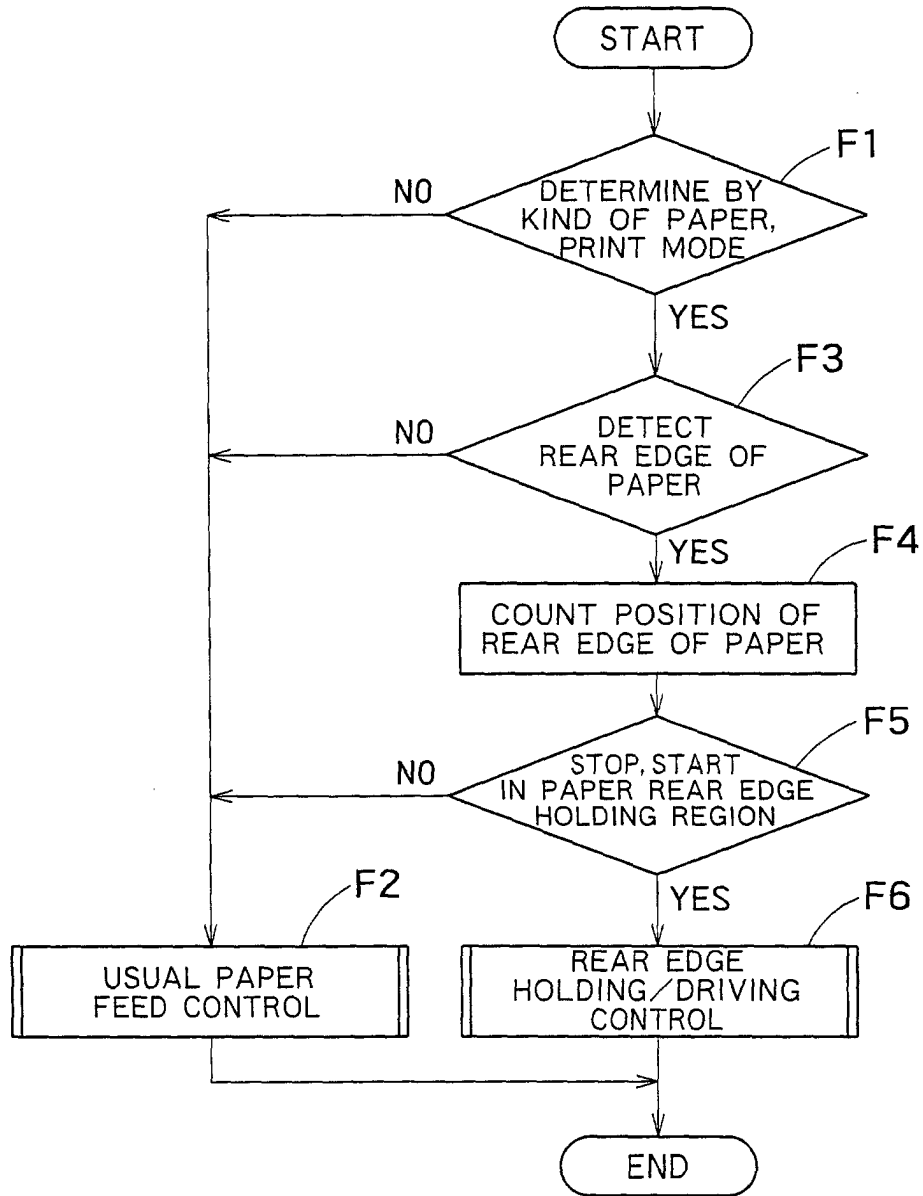 START
F1
NO
DETERMINE BY
KIND OF PAPER,
PRINT MODE
YES
F3
NO
DETECT
REAR EDGE OF
PAPER
YES
F4
COUNT POSITION OF
REAR EDGE OF PAPER
F5
NO
STOP, START
IN PAPER REAR EDGE
HOLDING REGION
YES
F2
USUAL PAPER
FEED CONTROL
F6
REAR EDGE
HOLDING/DRIVING
CONTROL
END